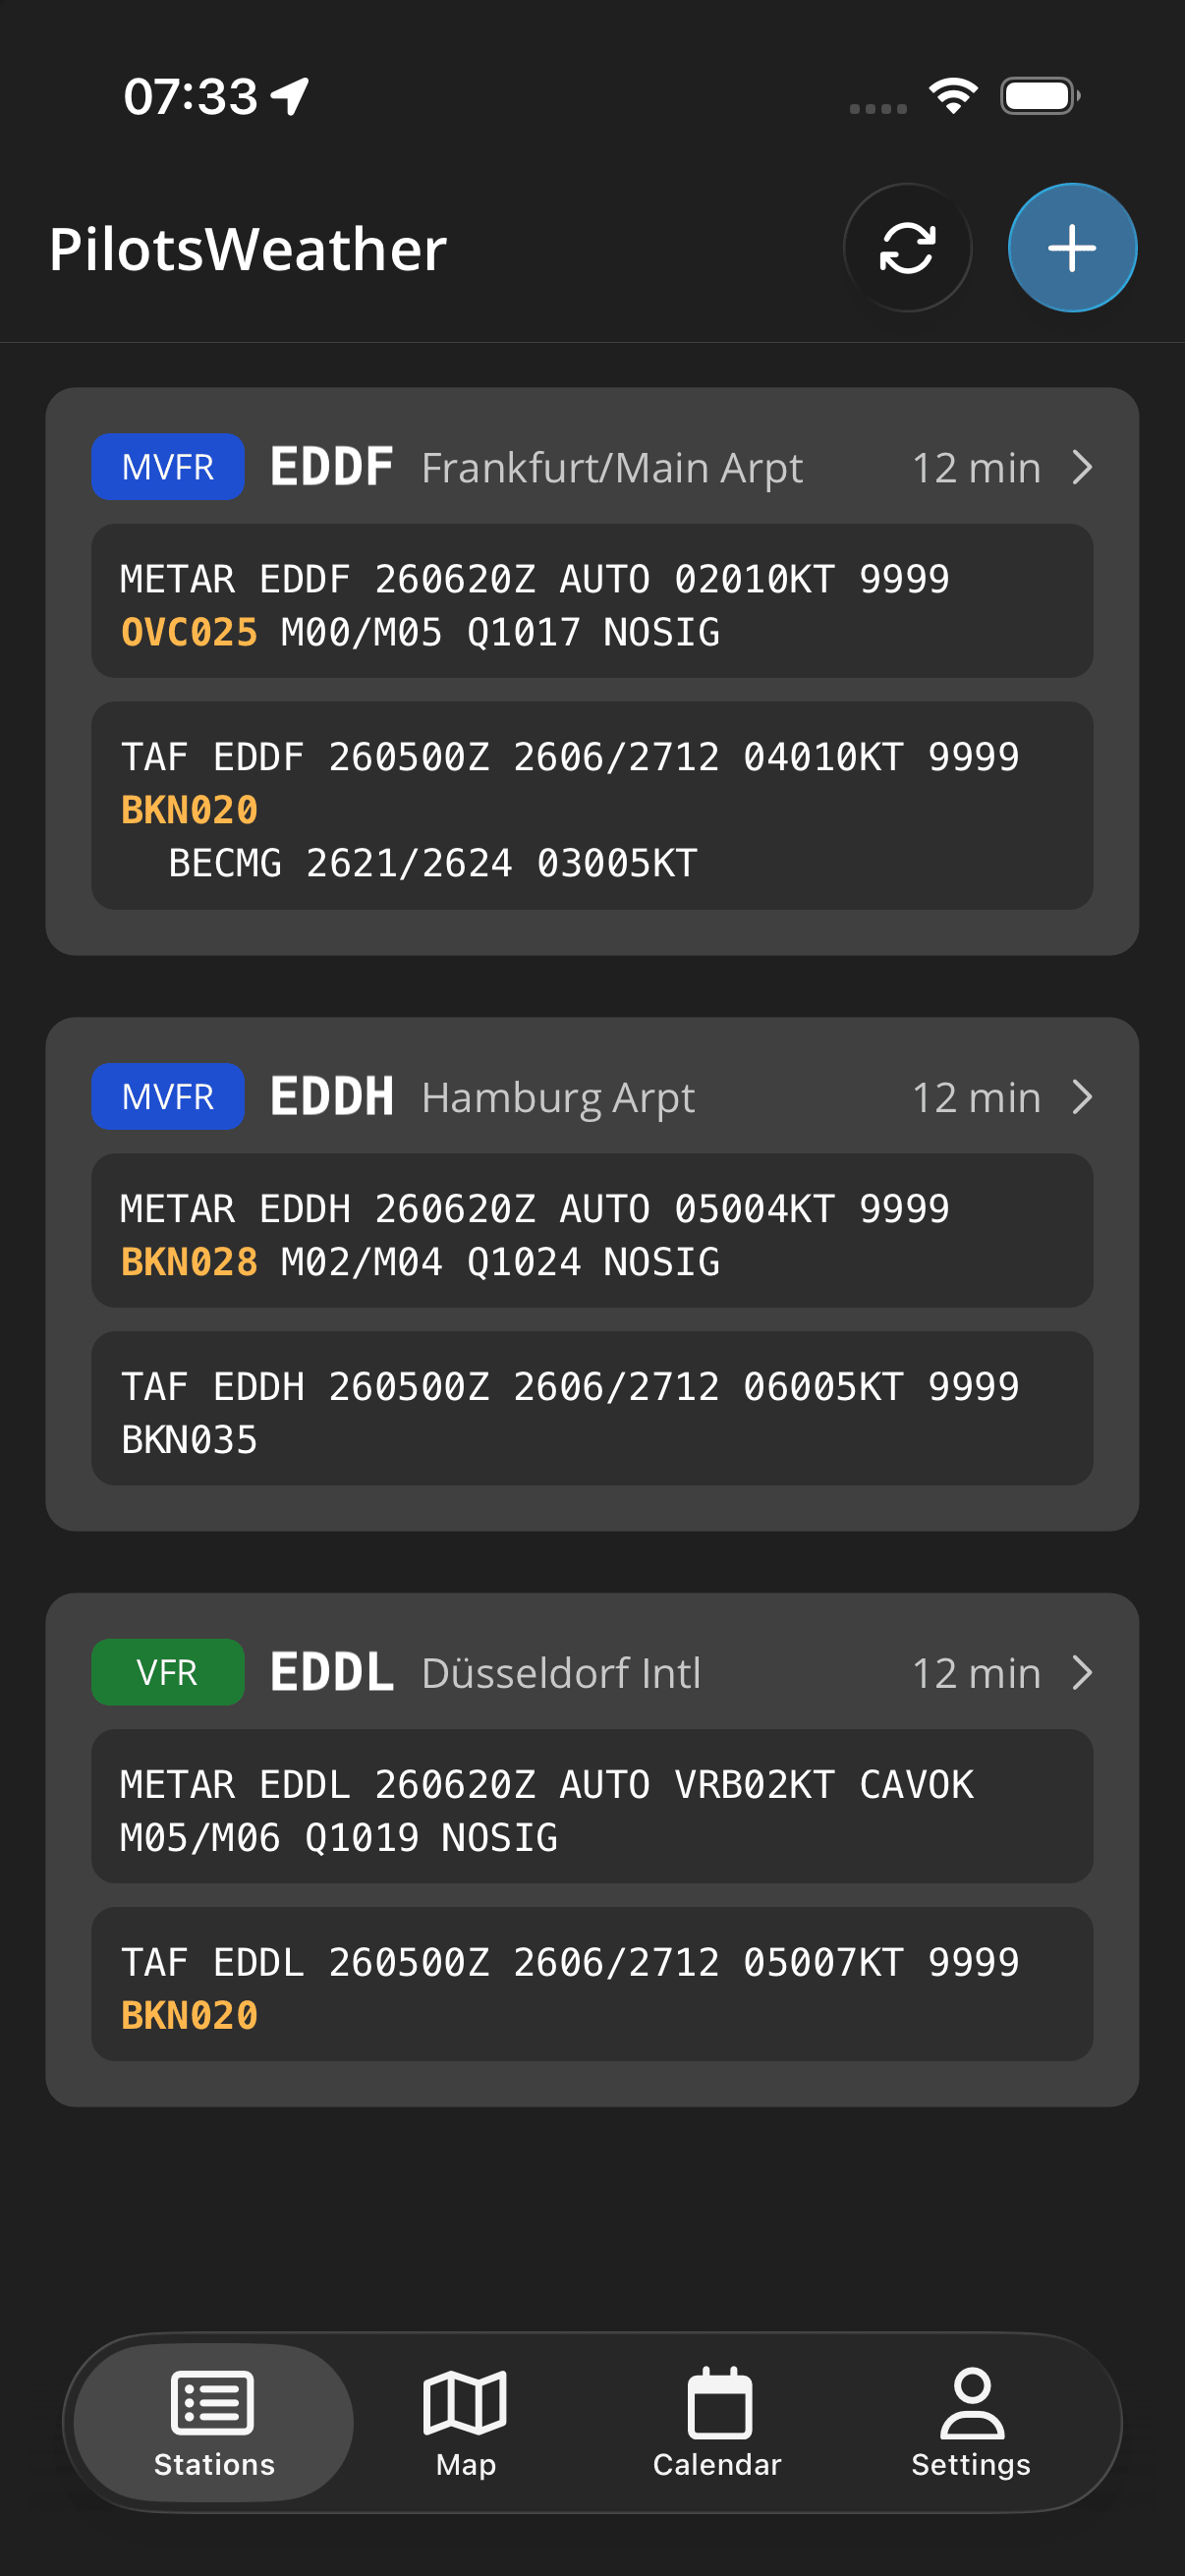 07:33
PilotsWeather
MVFR EDDF Frankfurt/Main Arpt 12 min
METAR EDDF 260620Z AUTO 02010KT 9999
OVC025 M00/M05 Q1017 NOSIG
TAF EDDF 260500Z 2606/2712 04010KT 9999
BKN020
BECMG 2621/2624 03005KT
MVFR EDDH Hamburg Arpt 12 min
METAR EDDH 260620Z AUTO 05004KT 9999
BKN028 M02/M04 Q1024 NOSIG
TAF EDDH 260500Z 2606/2712 06005KT 9999
BKN035
VFR EDDL Düsseldorf Intl 12 min
METAR EDDL 260620Z AUTO VRB02KT CAVOK
M05/M06 Q1019 NOSIG
TAF EDDL 260500Z 2606/2712 05007KT 9999
BKN020
Stations Map Calendar Settings